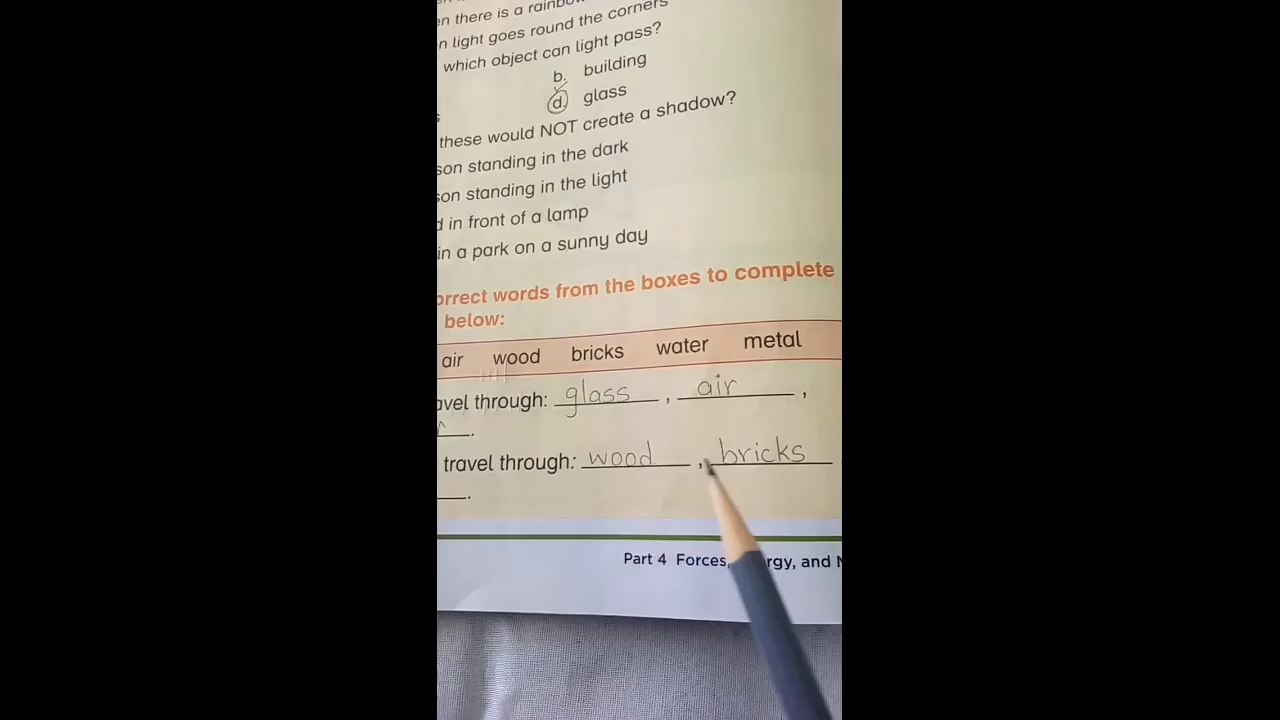 en there is a rainbow
n light goes round the corners
which object can light pass?
b. building
d. glass
these would NOT create a shadow?
son standing in the dark
son standing in the light
d in front of a lamp
in a park on a sunny day
orrect words from the boxes to complete
below:
air wood bricks water metal
avel through: glass, air,
.
travel through: wood, bricks
.
Part 4 Forces, rgy, and